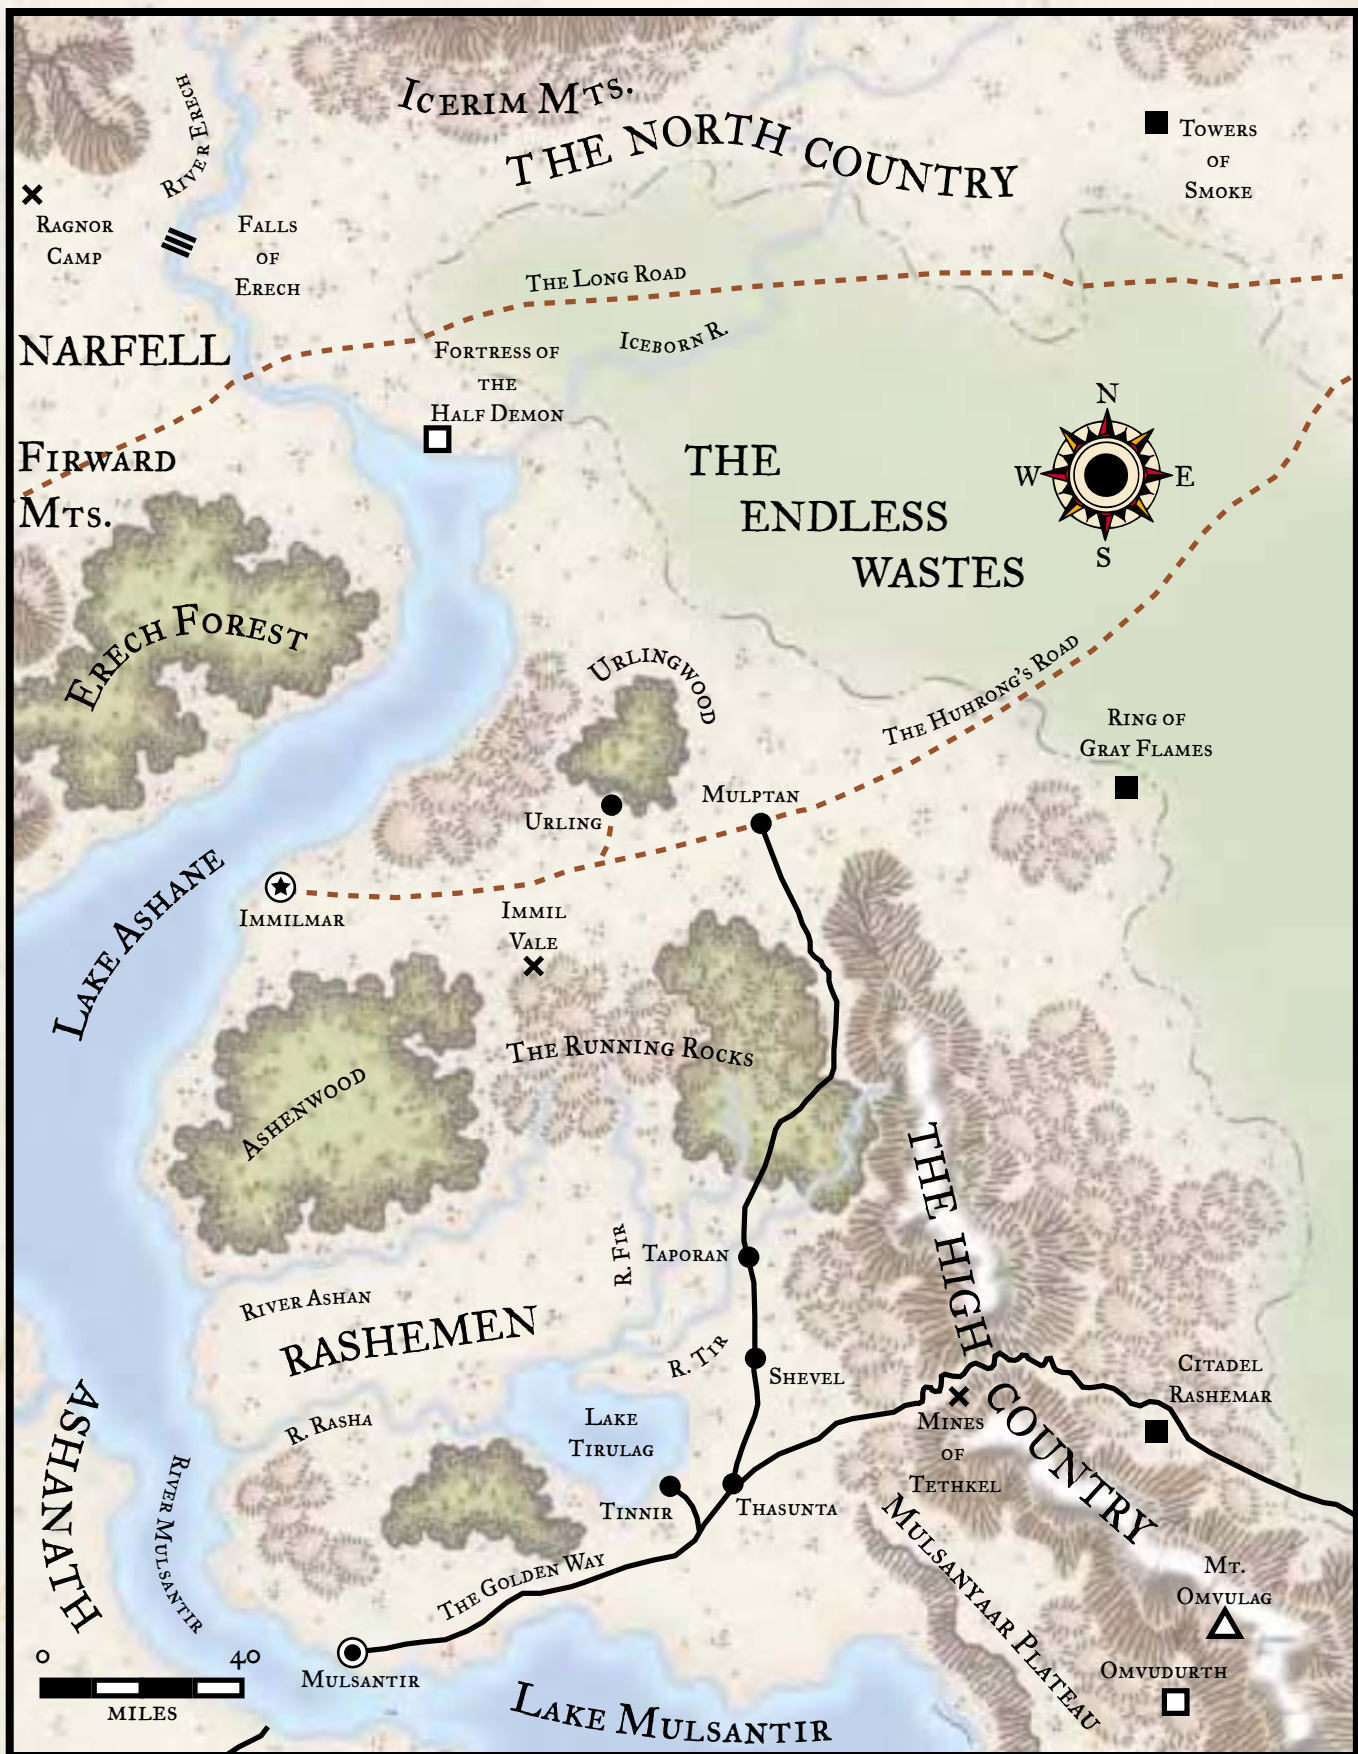 Icerim Mts.
THE NORTH COUNTRY
River Erech
Towers
of
Smoke
Ragnor
Camp
Falls
of
Erech
The Long Road
Iceborn R.
NARFELL
Fortress of
the
Half Demon
N
W
E
S
Firward
Mts.
THE
ENDLESS
WASTES
Erech Forest
Urlingwood
The Huhrong's Road
Ring of
Gray Flames
Mulptan
Urling
Lake Ashane
Immilmar
Immil
Vale
The Running Rocks
Ashenwood
THE HIGH
COUNTRY
R. Fir
Taporan
River Ashan
RASHEMEN
R. Tir
Shevel
Citadel
Rashemar
ASHANATH
R. Rasha
Lake
Tirulag
Mines
of
Tethkel
River Mulsantir
Tinnir
Thasunta
Mulsanyaar Plateau
The Golden Way
Mt.
Omvulag
0 40
MILES
Mulsantir
Omvudurth
Lake Mulsantir